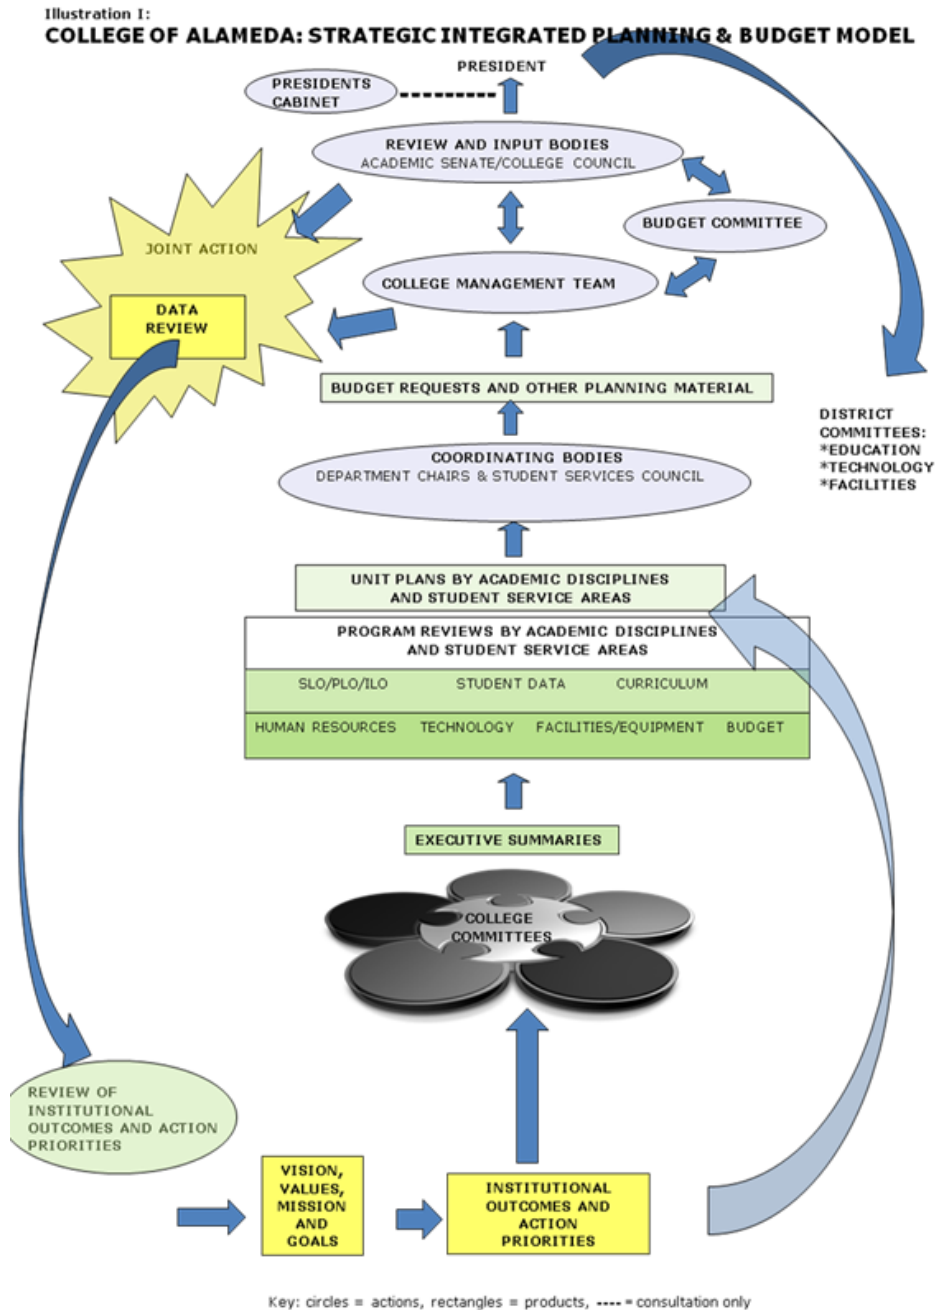 Illustration I:
COLLEGE OF ALAMEDA: STRATEGIC INTEGRATED PLANNING & BUDGET MODEL
PRESIDENT
PRESIDENTS
CABINET
REVIEW AND INPUT BODIES
ACADEMIC SENATE/COLLEGE COUNCIL
BUDGET COMMITTEE
JOINT ACTION
COLLEGE MANAGEMENT TEAM
DATA
REVIEW
BUDGET REQUESTS AND OTHER PLANNING MATERIAL
DISTRICT
COMMITTEES:
*EDUCATION
*TECHNOLOGY
*FACILITIES
COORDINATING BODIES
DEPARTMENT CHAIRS & STUDENT SERVICES COUNCIL
UNIT PLANS BY ACADEMIC DISCIPLINES
AND STUDENT SERVICE AREAS
PROGRAM REVIEWS BY ACADEMIC DISCIPLINES
AND STUDENT SERVICE AREAS
SLO/PLO/ILO STUDENT DATA CURRICULUM
HUMAN RESOURCES TECHNOLOGY FACILITIES/EQUIPMENT BUDGET
EXECUTIVE SUMMARIES
COLLEGE
COMMITTEES
REVIEW OF
INSTITUTIONAL
OUTCOMES AND ACTION
PRIORITIES
VISION,
VALUES,
MISSION
AND
GOALS
INSTITUTIONAL
OUTCOMES AND
ACTION
PRIORITIES
Key: circles = actions, rectangles = products, ---- = consultation only